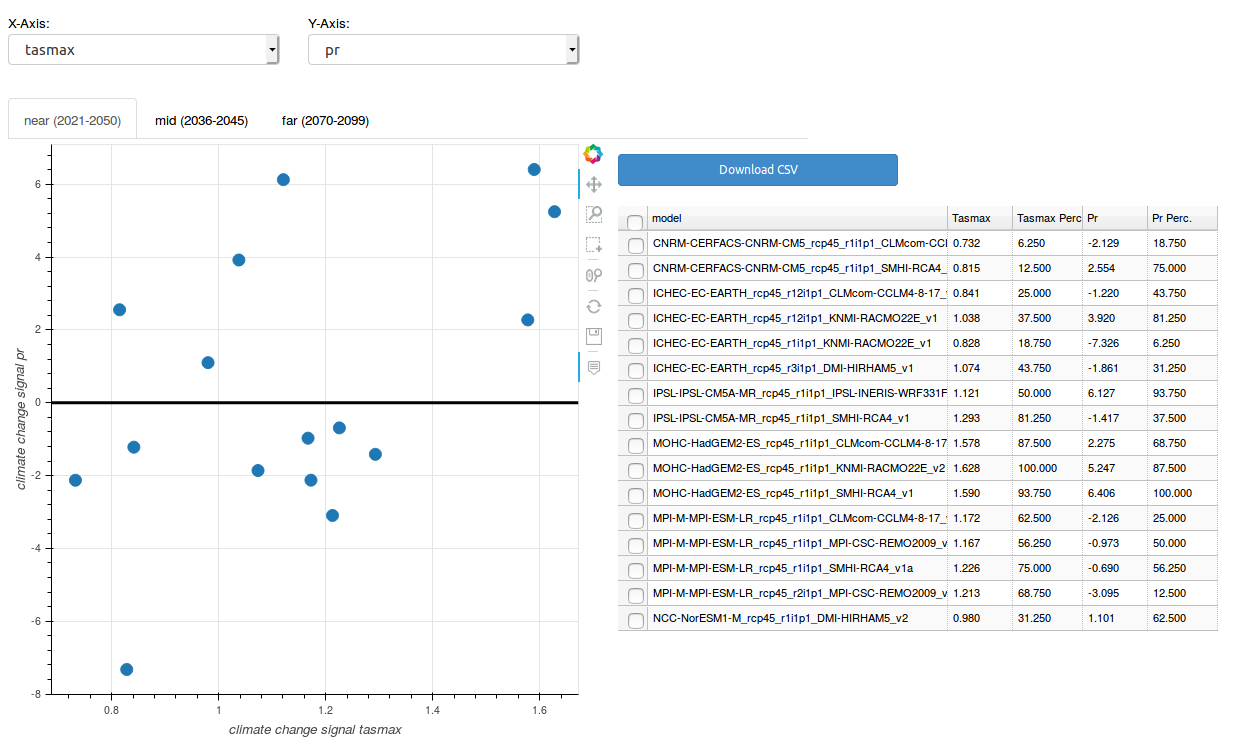 X-Axis: Y-Axis:
tasmax pr
near (2021-2050) mid (2036-2045) far (2070-2099)
Download CSV
model Tasmax Tasmax Perc Pr Pr Perc.
CNRM-CERFACS-CNRM-CM5_rcp45_r1i1p1_CLMcom-CCl 0.732 6.250 -2.129 18.750
CNRM-CERFACS-CNRM-CM5_rcp45_r1i1p1_SMHI-RCA4_ 0.815 12.500 2.554 75.000
ICHEC-EC-EARTH_rcp45_r12i1p1_CLMcom-CCLM4-8-17_ 0.841 25.000 -1.220 43.750
ICHEC-EC-EARTH_rcp45_r12i1p1_KNMI-RACMO22E_v1 1.038 37.500 3.920 81.250
ICHEC-EC-EARTH_rcp45_r1i1p1_KNMI-RACMO22E_v1 0.828 18.750 -7.326 6.250
ICHEC-EC-EARTH_rcp45_r3i1p1_DMI-HIRHAM5_v1 1.074 43.750 -1.861 31.250
IPSL-IPSL-CM5A-MR_rcp45_r1i1p1_IPSL-INERIS-WRF331F 1.121 50.000 6.127 93.750
IPSL-IPSL-CM5A-MR_rcp45_r1i1p1_SMHI-RCA4_v1 1.293 81.250 -1.417 37.500
MOHC-HadGEM2-ES_rcp45_r1i1p1_CLMcom-CCLM4-8-17 1.578 87.500 2.275 68.750
MOHC-HadGEM2-ES_rcp45_r1i1p1_KNMI-RACMO22E_v2 1.628 100.000 5.247 87.500
MOHC-HadGEM2-ES_rcp45_r1i1p1_SMHI-RCA4_v1 1.590 93.750 6.406 100.000
MPI-M-MPI-ESM-LR_rcp45_r1i1p1_CLMcom-CCLM4-8-17_ 1.172 62.500 -2.126 25.000
MPI-M-MPI-ESM-LR_rcp45_r1i1p1_MPI-CSC-REMO2009_v 1.167 56.250 -0.973 50.000
MPI-M-MPI-ESM-LR_rcp45_r1i1p1_SMHI-RCA4_v1a 1.226 75.000 -0.690 56.250
MPI-M-MPI-ESM-LR_rcp45_r2i1p1_MPI-CSC-REMO2009_v 1.213 68.750 -3.095 12.500
NCC-NorESM1-M_rcp45_r1i1p1_DMI-HIRHAM5_v2 0.980 31.250 1.101 62.500
climate change signal pr
6
4
2
0
-2
-4
-6
-8
0.8 1 1.2 1.4 1.6
climate change signal tasmax